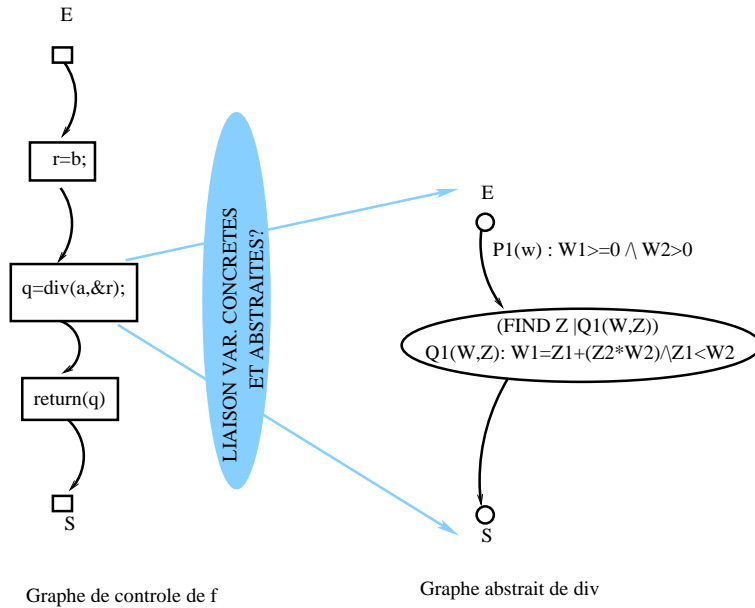 E
r=b;
q=div(a,&r);
return(q)
S
Graphe de controle de f
LIAISON VAR. CONCRETES
ET ABSTRAITES?
E
P1(w) : W1>=0 /\ W2>0
(FIND Z |Q1(W,Z))
Q1(W,Z): W1=Z1+(Z2*W2)/\Z1<W2
S
Graphe abstrait de div